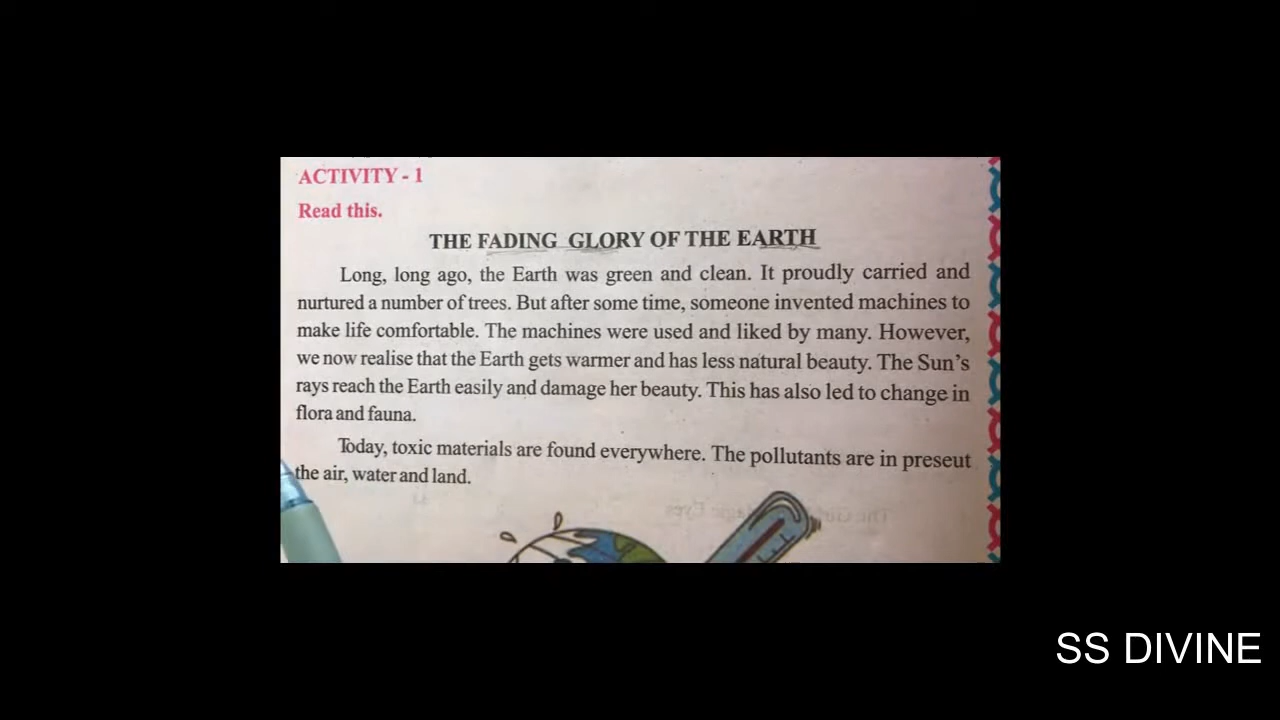 ACTIVITY - 1
Read this.
THE FADING GLORY OF THE EARTH
Long, long ago, the Earth was green and clean. It proudly carried and
nurtured a number of trees. But after some time, someone invented machines to
make life comfortable. The machines were used and liked by many. However,
we now realise that the Earth gets warmer and has less natural beauty. The Sun's
rays reach the Earth easily and damage her beauty. This has also led to change in
flora and fauna.
Today, toxic materials are found everywhere. The pollutants are in preseut
the air, water and land.
SS DIVINE